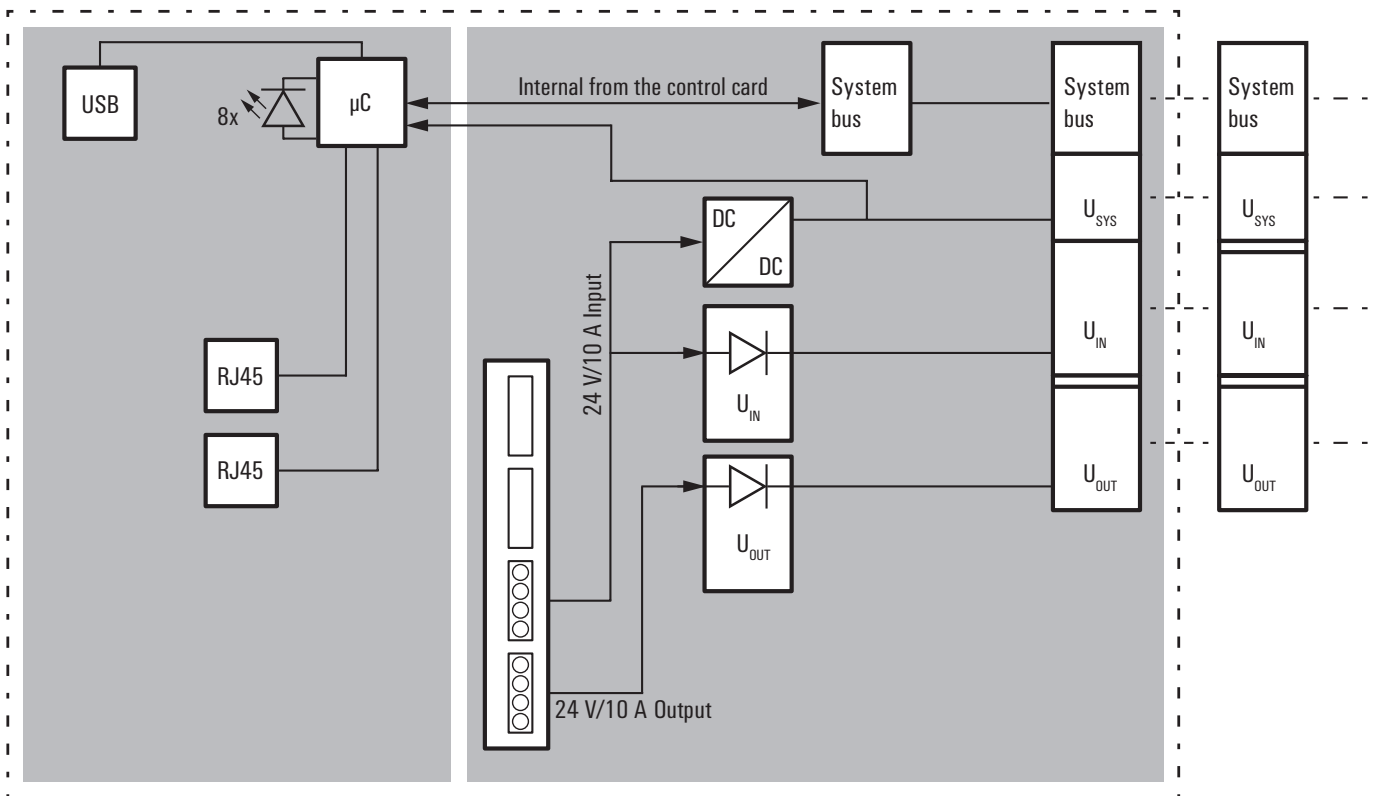 USB
8x
µC
Internal from the control card
System
bus
System
bus
System
bus
DC
DC
U_SYS
U_SYS
24 V/10 A Input
U_IN
U_IN
U_IN
RJ45
RJ45
U_OUT
U_OUT
U_OUT
24 V/10 A Output